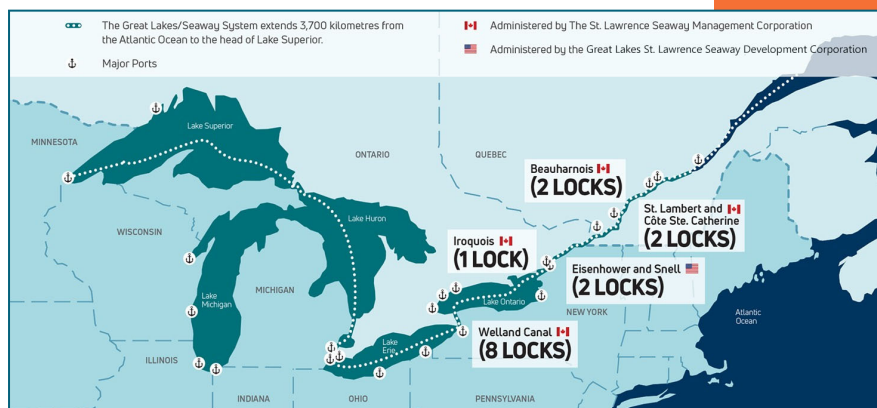 The Great Lakes/Seaway System extends 3,700 kilometres from
the Atlantic Ocean to the head of Lake Superior.
Major Ports
Administered by The St. Lawrence Seaway Management Corporation
Administered by the Great Lakes St. Lawrence Seaway Development Corporation
MINNESOTA
Lake Superior
ONTARIO
QUEBEC
Beauharnois
(2 LOCKS)
St. Lambert and
Côte Ste. Catherine
(2 LOCKS)
WISCONSIN
Lake Huron
Iroquois
(1 LOCK)
Eisenhower and Snell
(2 LOCKS)
MICHIGAN
Lake
Michigan
Lake Ontario
NEW YORK
Atlantic
Ocean
Welland Canal
(8 LOCKS)
Lake
Erie
ILLINOIS
INDIANA
OHIO
PENNSYLVANIA